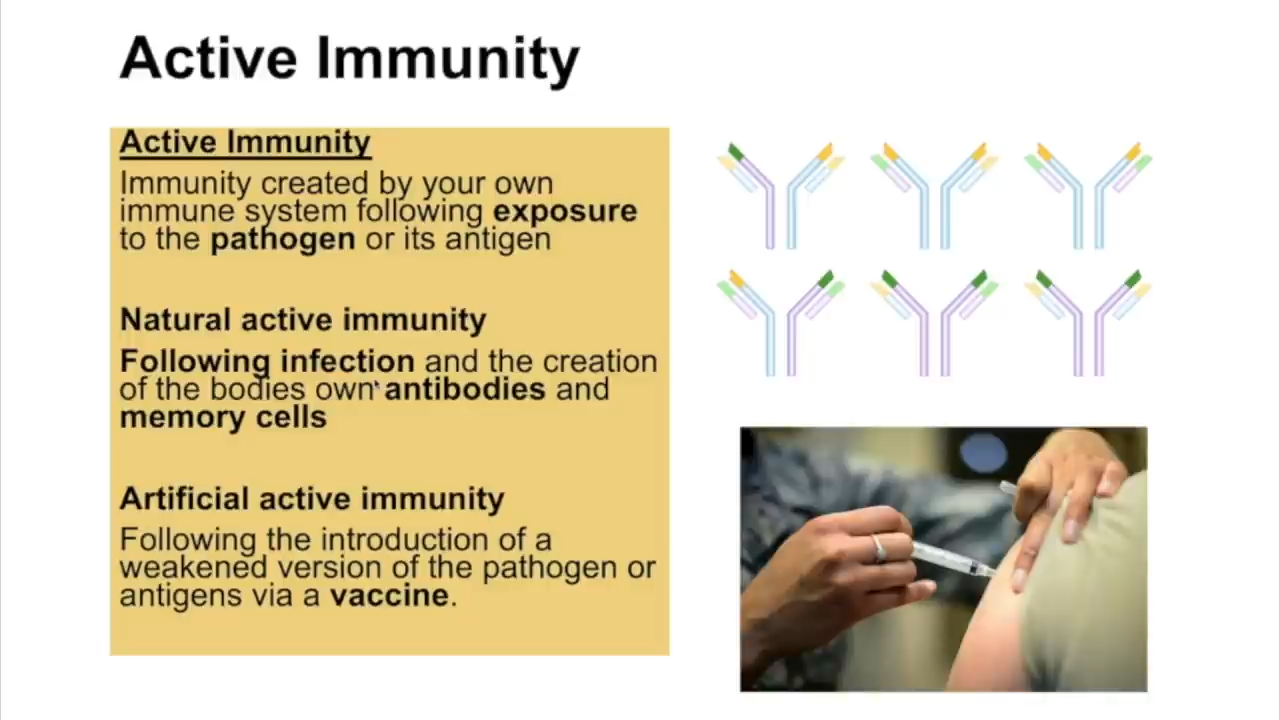 Active Immunity
Active Immunity
Immunity created by your own
immune system following exposure
to the pathogen or its antigen
Natural active immunity
Following infection and the creation
of the bodies own antibodies and
memory cells
Artificial active immunity
Following the introduction of a
weakened version of the pathogen or
antigens via a vaccine.